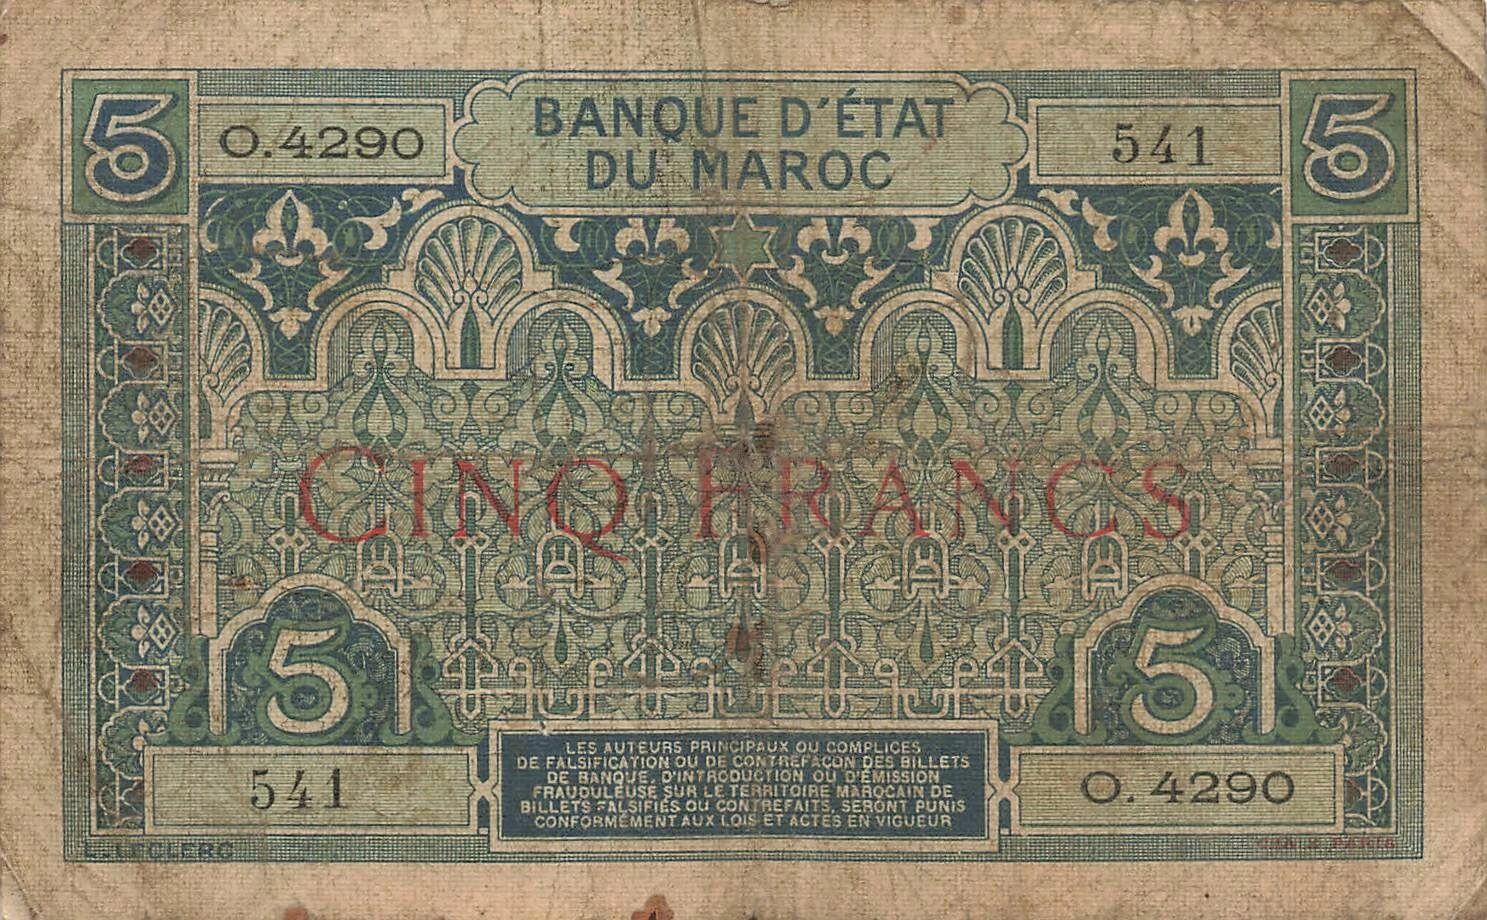 5
O.4290
BANQUE D'ÉTAT
DU MAROC
541
5
CINQ FRANCS
5
5
541
LES AUTEURS PRINCIPAUX OU COMPLICES
DE FALSIFICATION OU DE CONTREFAÇON DES BILLETS
DE BANQUE, D'INTRODUCTION OU D'ÉMISSION
FRAUDULEUSE SUR LE TERRITOIRE MAROCAIN DE
BILLETS FALSIFIÉS OU CONTREFAITS, SERONT PUNIS
CONFORMÉMENT AUX LOIS ET ACTES EN VIGUEUR
O.4290
L. LECLERC
PARIS